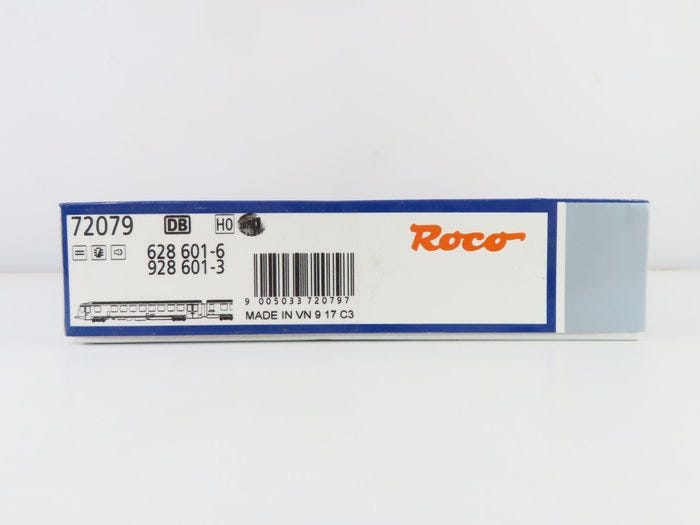 72079 DB H0
Roco
628 601-6
928 601-3
9 005033 720797
MADE IN VN 9 17 C3